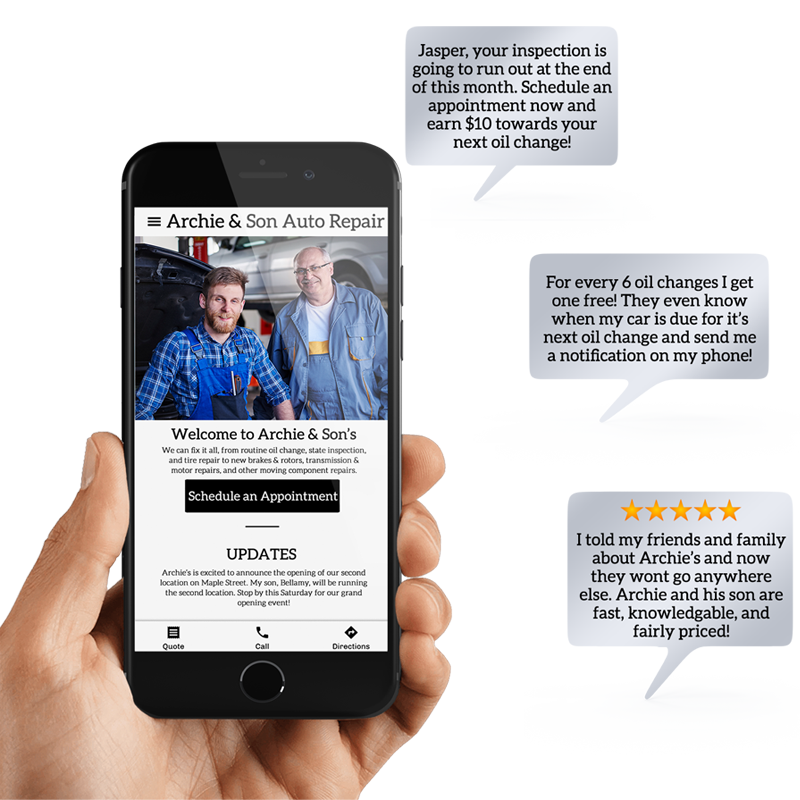 Jasper, your inspection is
going to run out at the end
of this month. Schedule an
appointment now and
earn $10 towards your
next oil change!
Archie & Son Auto Repair
Welcome to Archie & Son's
We can fix it all, from routine oil change, state inspection,
and tire repair to new brakes & rotors, transmission &
motor repairs, and other moving component repairs.
Schedule an Appointment
UPDATES
Archie's is excited to announce the opening of our second
location on Maple Street. My son, Bellamy, will be running
the second location. Stop by this Saturday for our grand
opening event!
Quote
Call
Directions
For every 6 oil changes I get
one free! They even know
when my car is due for it's
next oil change and send me
a notification on my phone!
I told my friends and family
about Archie's and now
they wont go anywhere
else. Archie and his son are
fast, knowledgable, and
fairly priced!